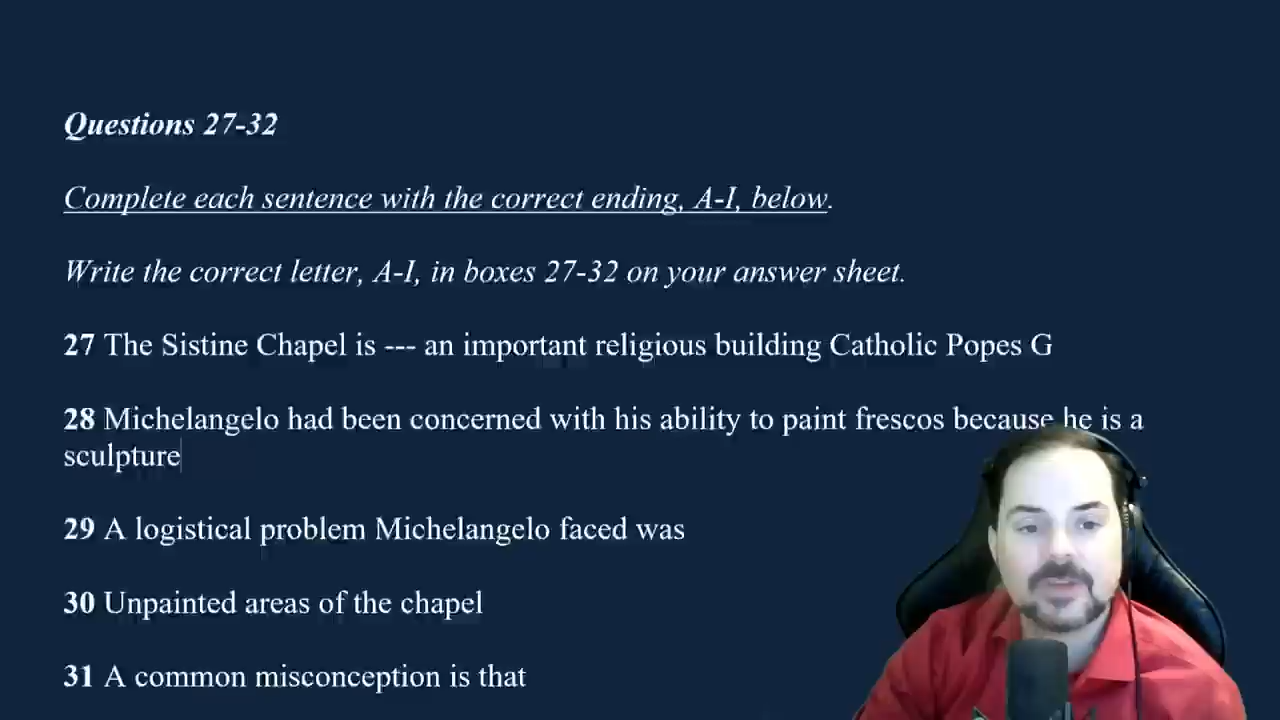 Questions 27-32
Complete each sentence with the correct ending, A-I, below.
Write the correct letter, A-I, in boxes 27-32 on your answer sheet.
27 The Sistine Chapel is --- an important religious building Catholic Popes G
28 Michelangelo had been concerned with his ability to paint frescos because he is a
sculpture
29 A logistical problem Michelangelo faced was
30 Unpainted areas of the chapel
31 A common misconception is that